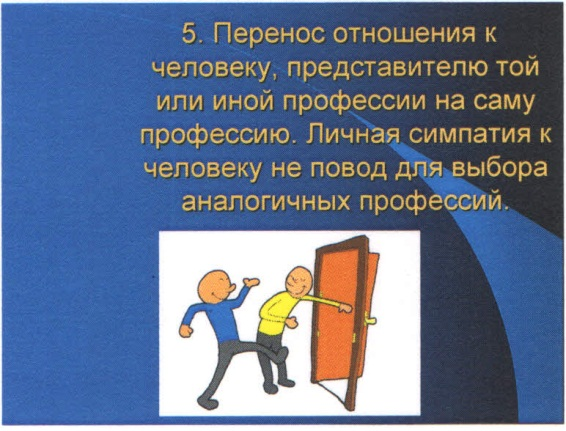 5. Перенос отношения к
человеку, представителю той
или иной профессии на саму
профессию. Личная симпатия к
человеку не повод для выбора
аналогичных профессий.